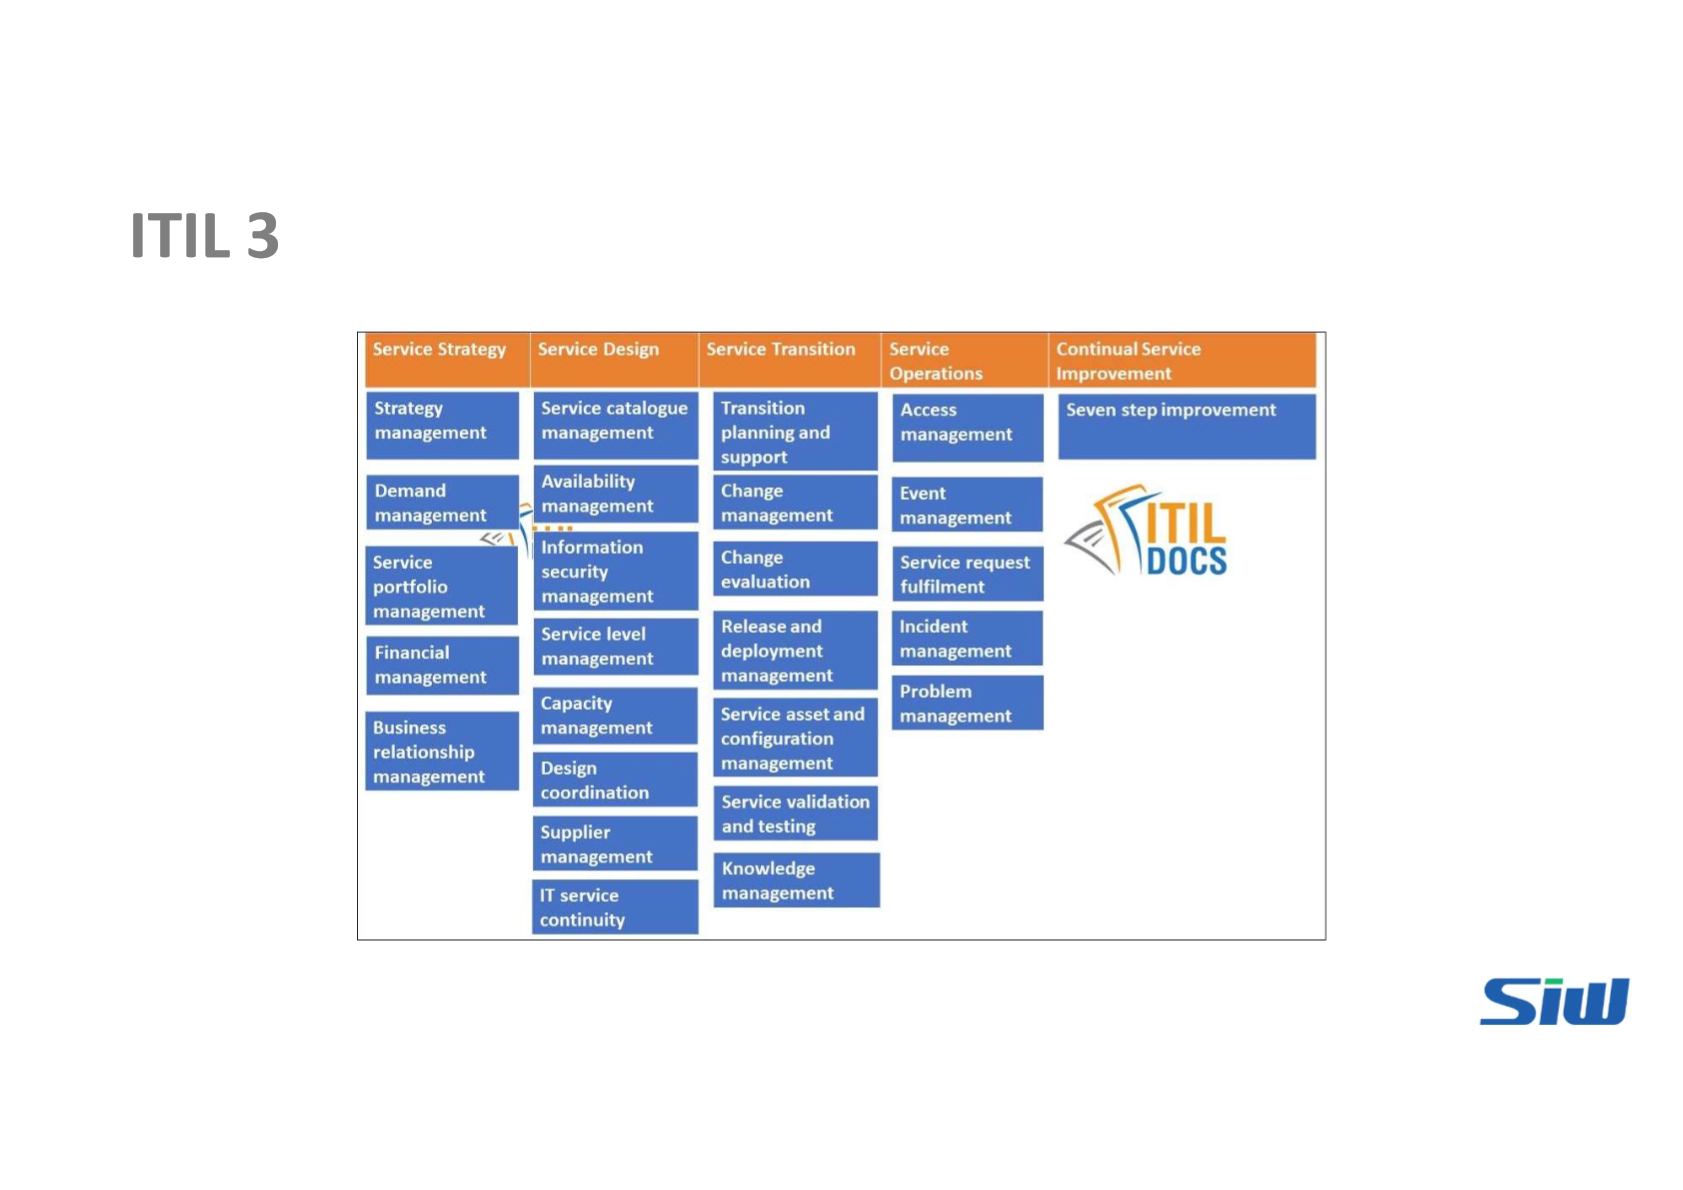 ITIL 3
Service Strategy
Strategy
management
Demand
management
Service
portfolio
management
Financial
management
Business
relationship
management
Service Design
Service catalogue
management
Availability
management
Information
security
management
Service level
management
Capacity
management
Design
coordination
Supplier
management
IT service
continuity
Service Transition
Transition
planning and
support
Change
management
Change
evaluation
Release and
deployment
management
Service asset and
configuration
management
Service validation
and testing
Knowledge
management
Service
Operations
Access
management
Event
management
Service request
fulfilment
Incident
management
Problem
management
Continual Service
Improvement
Seven step improvement
ITIL
DOCS
Siw